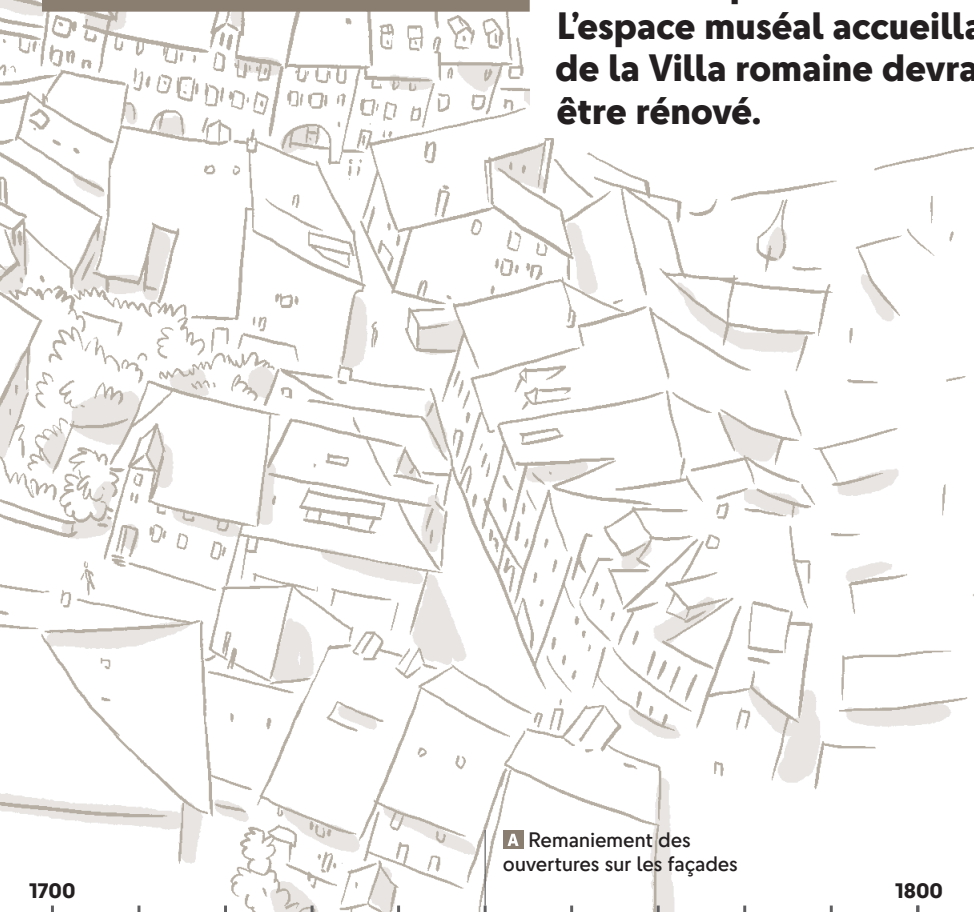 L’espace muséal accueilla
de la Villa romaine devra
être rénové.
A Remaniement des
ouvertures sur les façades
1700
1800